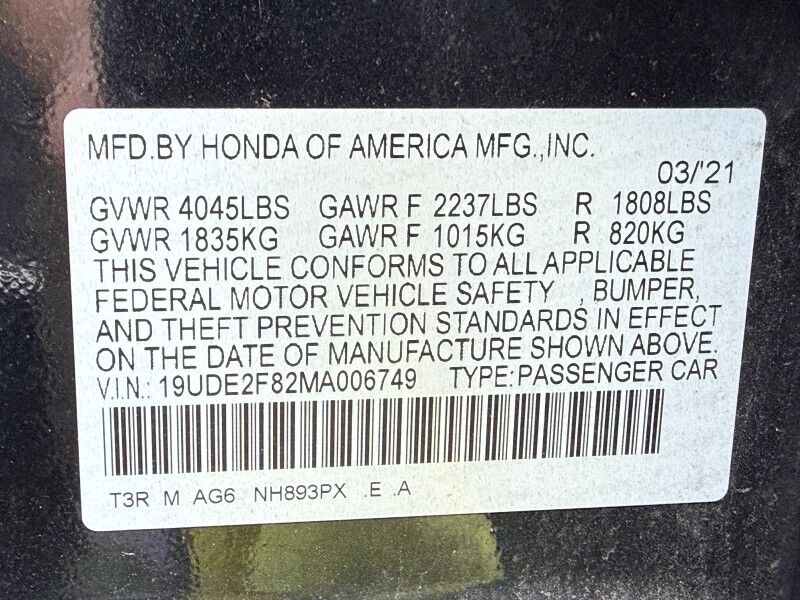 MFD.BY HONDA OF AMERICA MFG.,INC.
03/'21
GVWR 4045LBS GAWR F 2237LBS R 1808LBS
GVWR 1835KG GAWR F 1015KG R 820KG
THIS VEHICLE CONFORMS TO ALL APPLICABLE
FEDERAL MOTOR VEHICLE SAFETY , BUMPER,
AND THEFT PREVENTION STANDARDS IN EFFECT
ON THE DATE OF MANUFACTURE SHOWN ABOVE.
V.I.N.: 19UDE2F82MA006749 TYPE:PASSENGER CAR
T3R M AG6 NH893PX .E .A